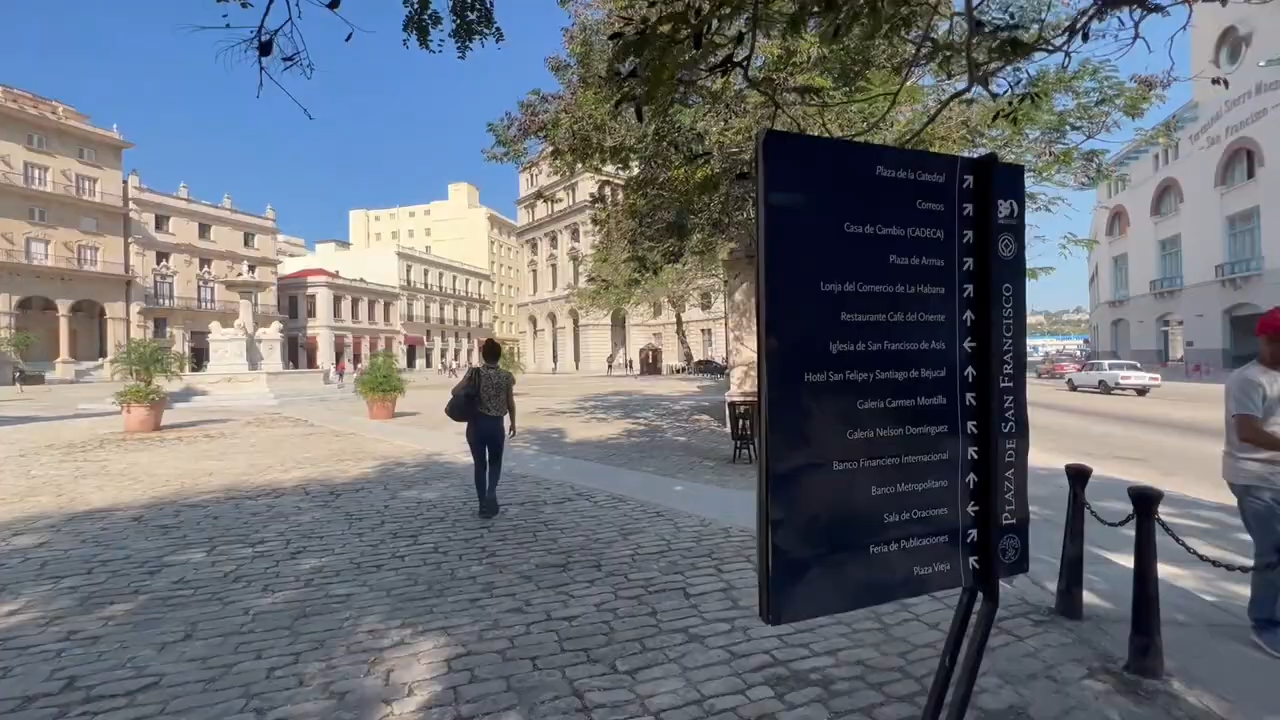 Plaza de la Catedral
Correos
Casa de Cambio (CADECA)
Plaza de Armas
Lonja del Comercio de La Habana
Restaurante Café del Oriente
Iglesia de San Francisco de Asís
Hotel San Felipe y Santiago de Bejucal
Galería Carmen Montilla
Galería Nelson Domínguez
Banco Financiero Internacional
Banco Metropolitano
Sala de Oraciones
Feria de Publicaciones
Plaza Vieja
PLAZA DE SAN FRANCISCO
Terminal Sierra Maestra
San Francisco